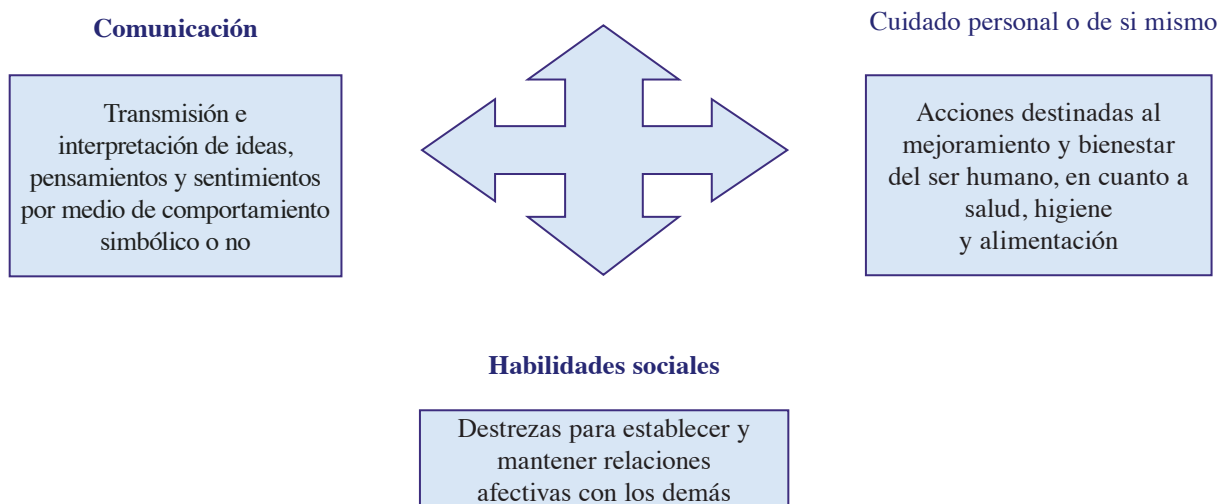 Comunicación
Transmisión e
interpretación de ideas,
pensamientos y sentimientos
por medio de comportamiento
simbólico o no
Cuidado personal o de si mismo
Acciones destinadas al
mejoramiento y bienestar
del ser humano, en cuanto a
salud, higiene
y alimentación
Habilidades sociales
Destrezas para establecer y
mantener relaciones
afectivas con los demás